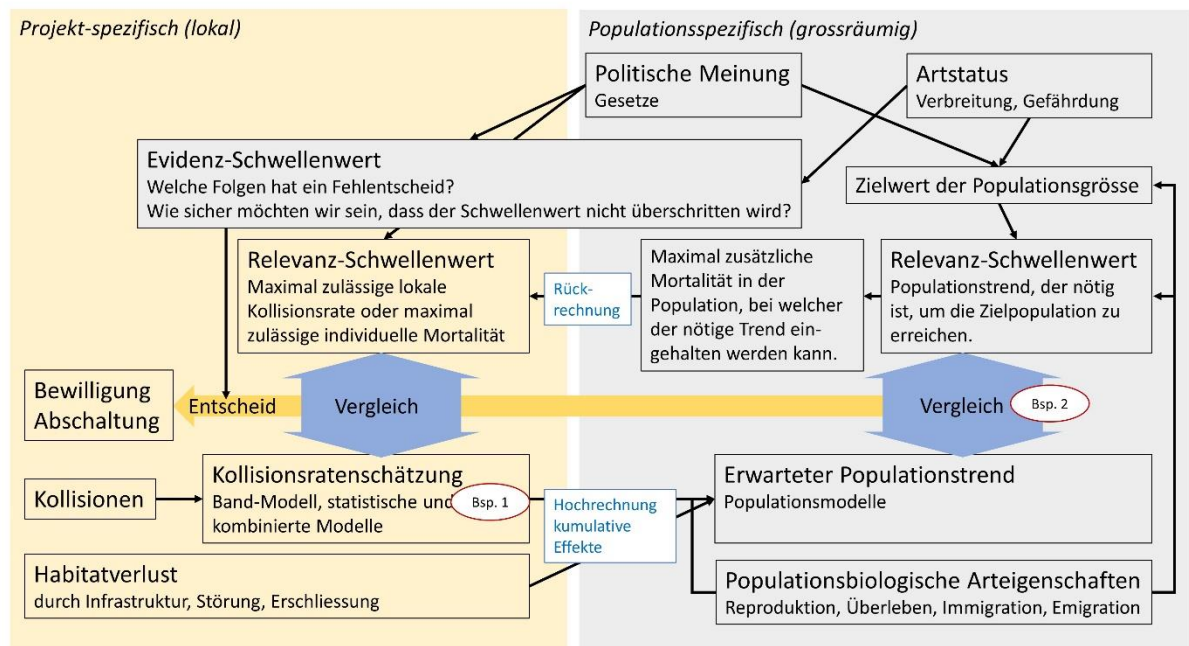 Projekt-spezifisch (lokal)
Populationsspezifisch (grossräumig)
Politische Meinung
Gesetze
Artstatus
Verbreitung, Gefährdung
Evidenz-Schwellenwert
Welche Folgen hat ein Fehlentscheid?
Wie sicher möchten wir sein, dass der Schwellenwert nicht überschritten wird?
Zielwert der Populationsgrösse
Relevanz-Schwellenwert
Maximal zulässige lokale
Kollisionsrate oder maximal
zulässige individuelle Mortalität
Rück-
rechnung
Maximal zusätzliche
Mortalität in der
Population, bei welcher
der nötige Trend ein-
gehalten werden kann.
Relevanz-Schwellenwert
Populationstrend, der nötig
ist, um die Zielpopulation zu
erreichen.
Bewilligung
Abschaltung
Entscheid
Vergleich
Vergleich
Bsp. 2
Kollisionen
Kollisionsratenschätzung
Band-Modell, statistische und
kombinierte Modelle
Bsp. 1
Hochrechnung
kumulative
Effekte
Erwarteter Populationstrend
Populationsmodelle
Habitatverlust
durch Infrastruktur, Störung, Erschliessung
Populationsbiologische Arteigenschaften
Reproduktion, Überleben, Immigration, Emigration